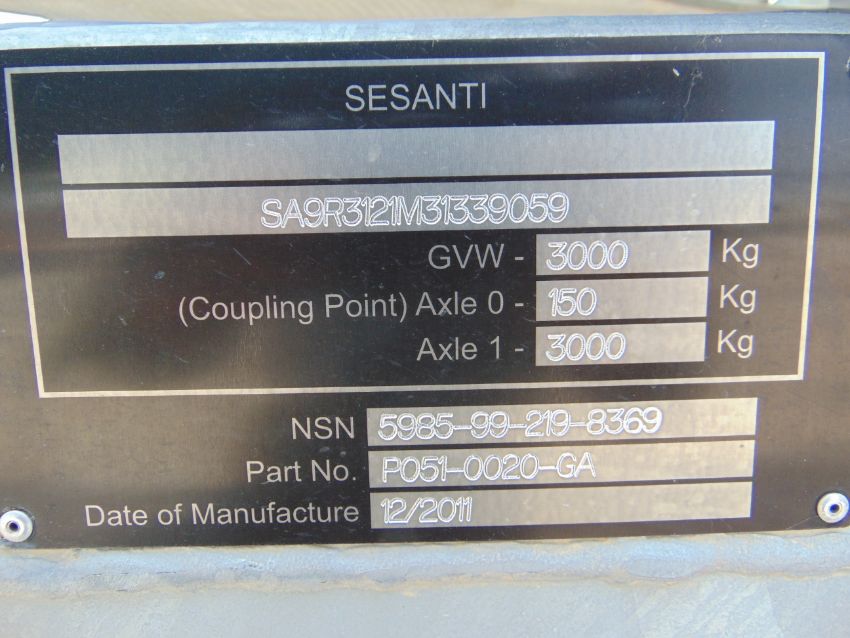 SESANTI
SA9R3121M31339059
GVW - 3000 Kg
(Coupling Point) Axle 0 - 150 Kg
Axle 1 - 3000 Kg
NSN 5985-99-219-8369
Part No. P051-0020-GA
Date of Manufacture 12/2011